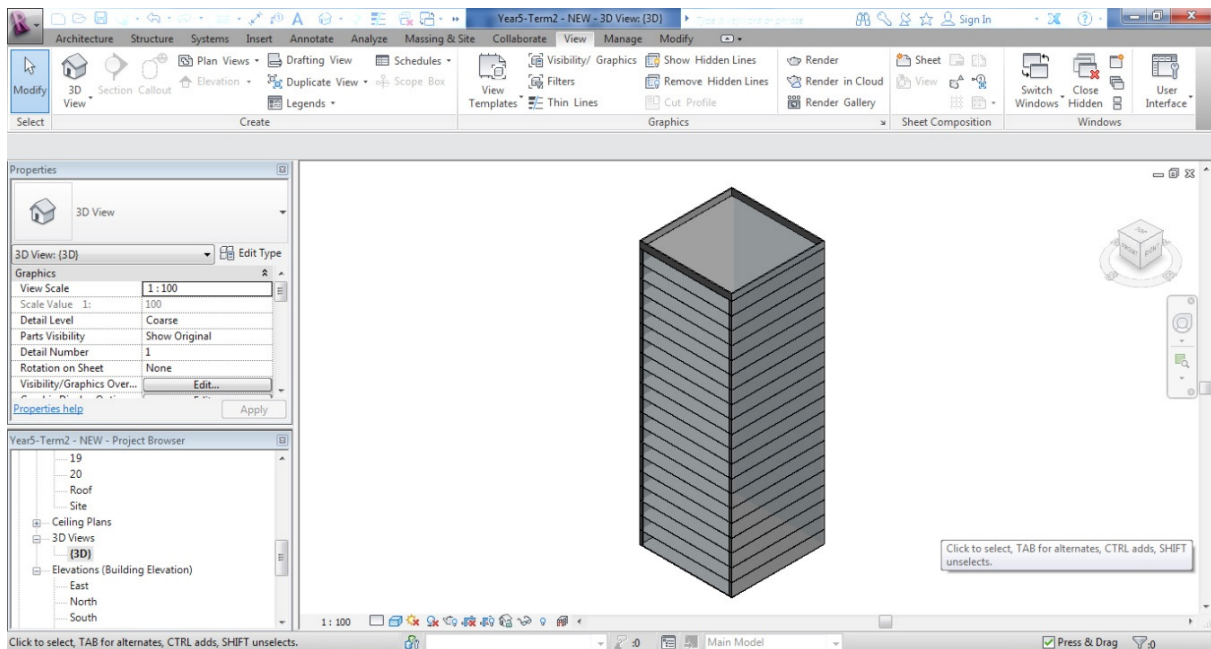 Year5-Term2 - NEW - 3D View: {3D}
Sign In
Architecture Structure Systems Insert Annotate Analyze Massing & Site Collaborate View Manage Modify
Modify
3D View
Section
Callout
Plan Views
Elevation
Drafting View
Duplicate View
Legends
Schedules
Scope Box
View Templates
Visibility/ Graphics
Filters
Thin Lines
Show Hidden Lines
Remove Hidden Lines
Cut Profile
Render
Render in Cloud
Render Gallery
Sheet
View
Switch Windows
Close Hidden
User Interface
Select Create Graphics Sheet Composition Windows
Properties
3D View
3D View: {3D} Edit Type
Graphics
View Scale 1 : 100
Scale Value 1: 100
Detail Level Coarse
Parts Visibility Show Original
Detail Number 1
Rotation on Sheet None
Visibility/Graphics Over... Edit...
Properties help Apply
Year5-Term2 - NEW - Project Browser
19
20
Roof
Site
Ceiling Plans
3D Views
{3D}
Elevations (Building Elevation)
East
North
South
TOP
FRONT
Click to select, TAB for alternates, CTRL adds, SHIFT
unselects.
1 : 100
Click to select, TAB for alternates, CTRL adds, SHIFT unselects. :0 Main Model Press & Drag :0